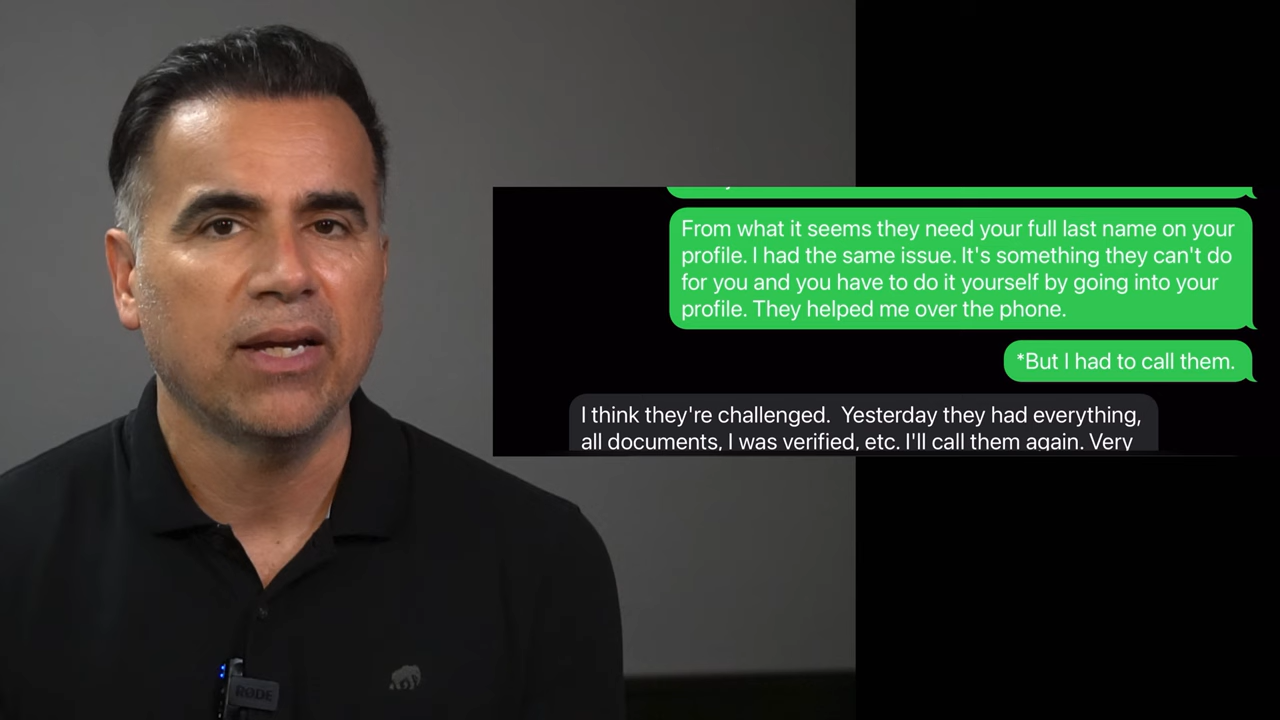 From what it seems they need your full last name on your
profile. I had the same issue. It's something they can't do
for you and you have to do it yourself by going into your
profile. They helped me over the phone.
*But I had to call them.
I think they're challenged.  Yesterday they had everything,
all documents, I was verified, etc. I'll call them again. Very
RØDE